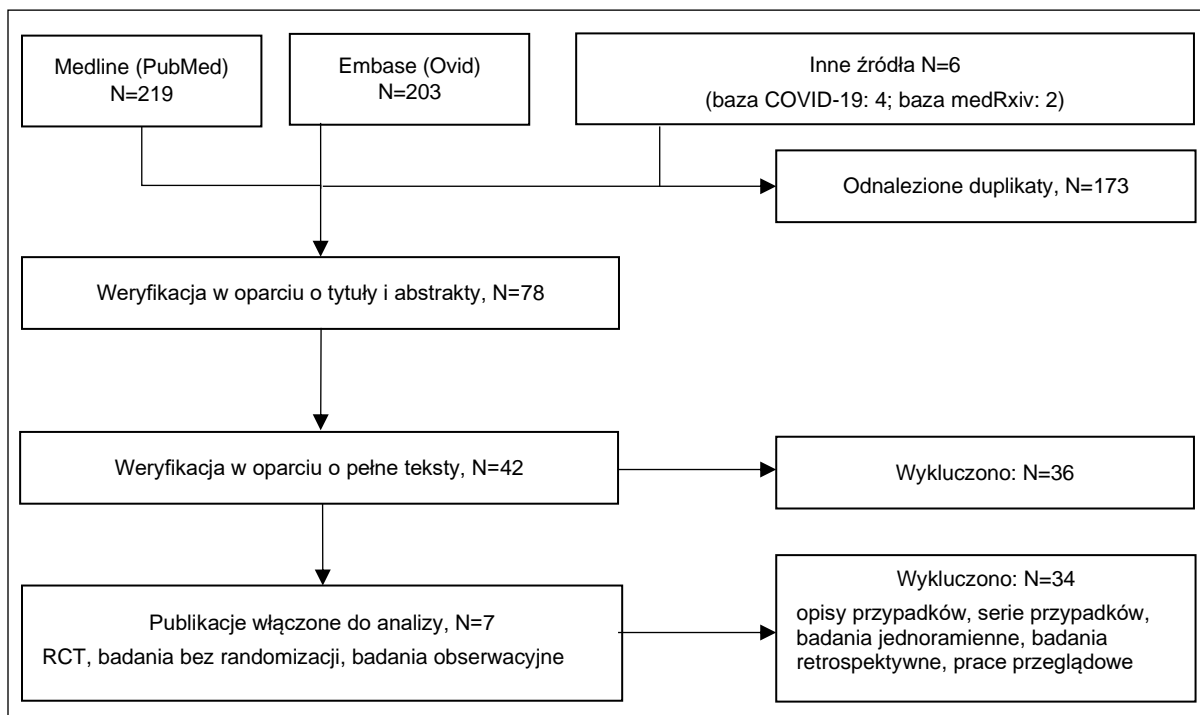 Medline (PubMed)
N=219
Embase (Ovid)
N=203
Inne źródła N=6
(baza COVID-19: 4; baza medRxiv: 2)
Odnalezione duplikaty, N=173
Weryfikacja w oparciu o tytuły i abstrakty, N=78
Weryfikacja w oparciu o pełne teksty, N=42
Wykluczono: N=36
Publikacje włączone do analizy, N=7
RCT, badania bez randomizacji, badania obserwacyjne
Wykluczono: N=34
opisy przypadków, serie przypadków,
badania jednoramienne, badania
retrospektywne, prace przeglądowe